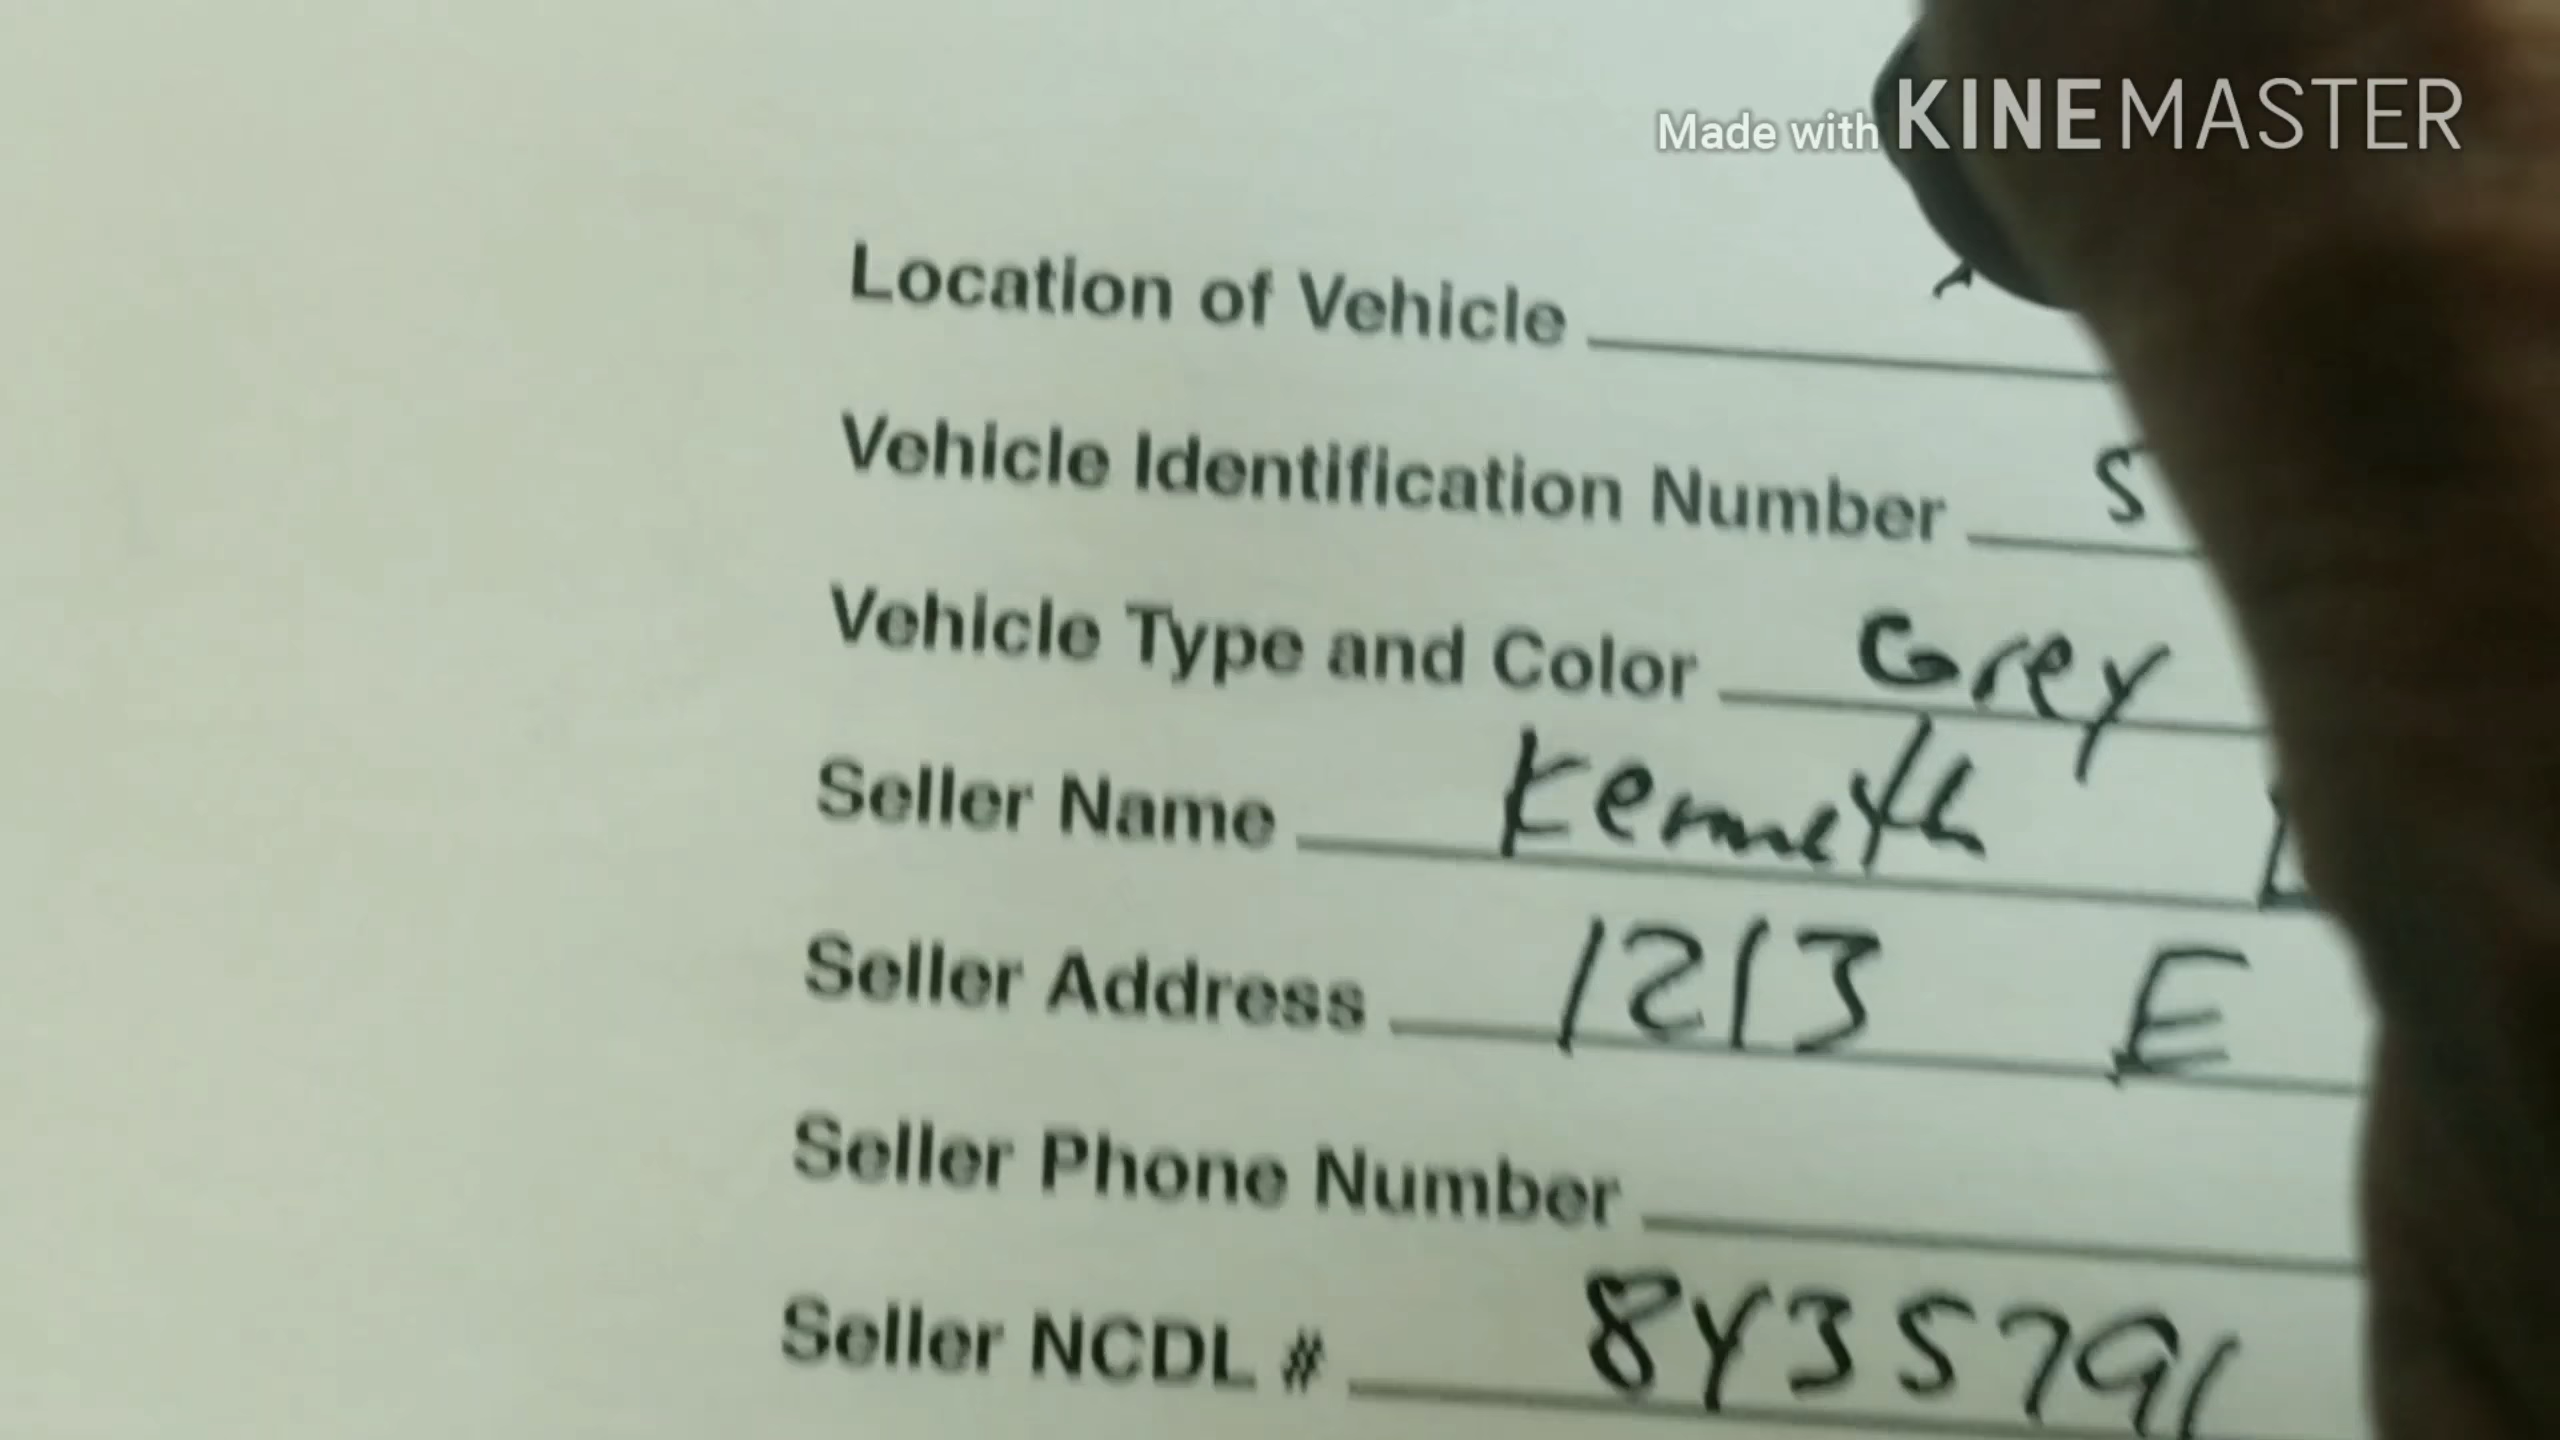 Made with KINEMASTER
Location of Vehicle
Vehicle Identification Number S
Vehicle Type and Color Grey
Seller Name Kenneth L
Seller Address 1213 E
Seller Phone Number
Seller NCDL # 8435791